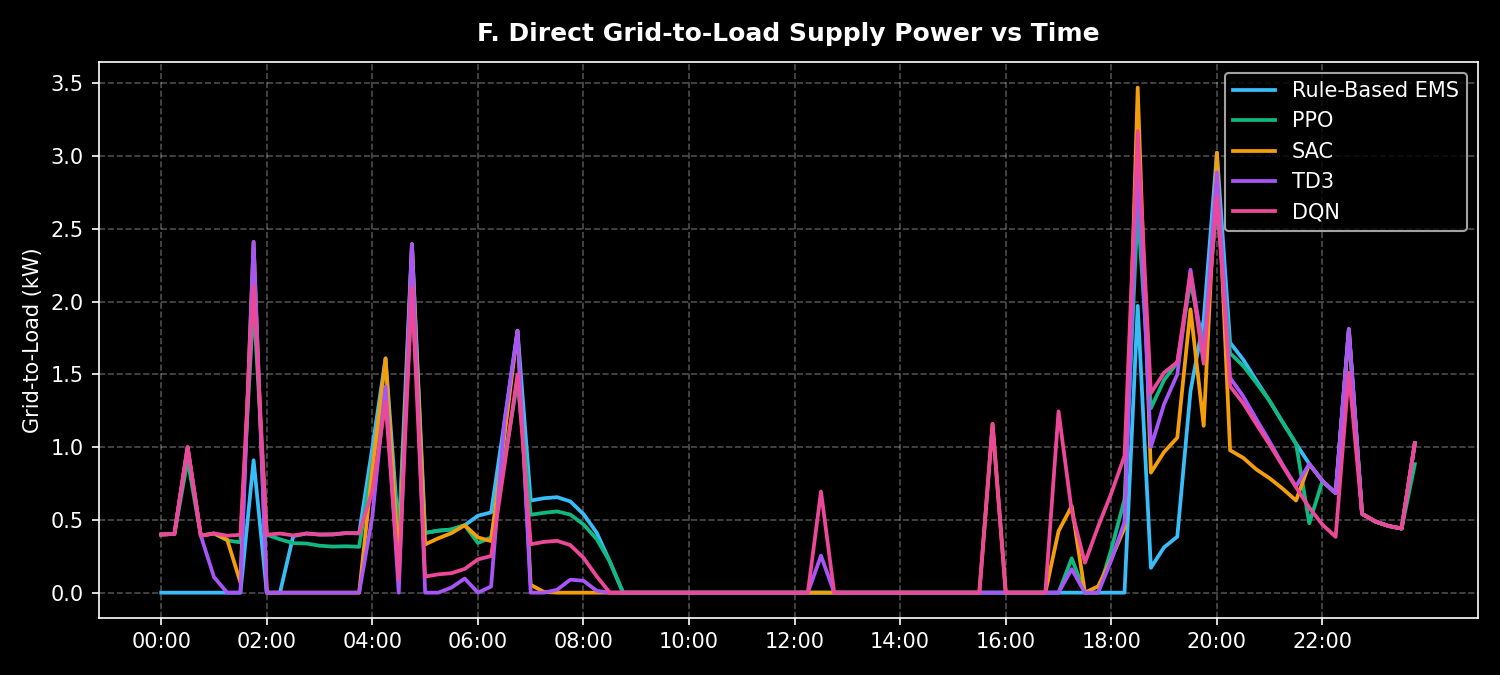 F. Direct Grid-to-Load Supply Power vs Time
Grid-to-Load (kW)
3.5
3.0
2.5
2.0
1.5
1.0
0.5
0.0
00:00 02:00 04:00 06:00 08:00 10:00 12:00 14:00 16:00 18:00 20:00 22:00
Rule-Based EMS
PPO
SAC
TD3
DQN